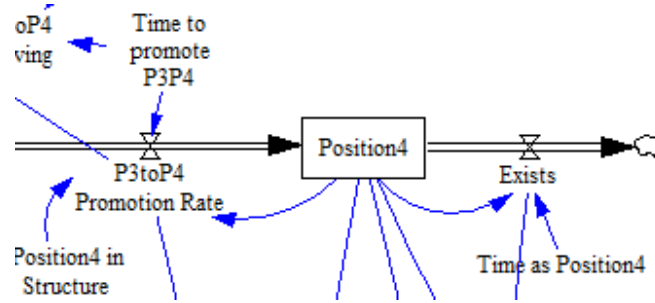 oP4
ving
Time to
promote
P3P4
Position4
P3toP4
Promotion Rate
Exists
Position4 in
Structure
Time as Position4